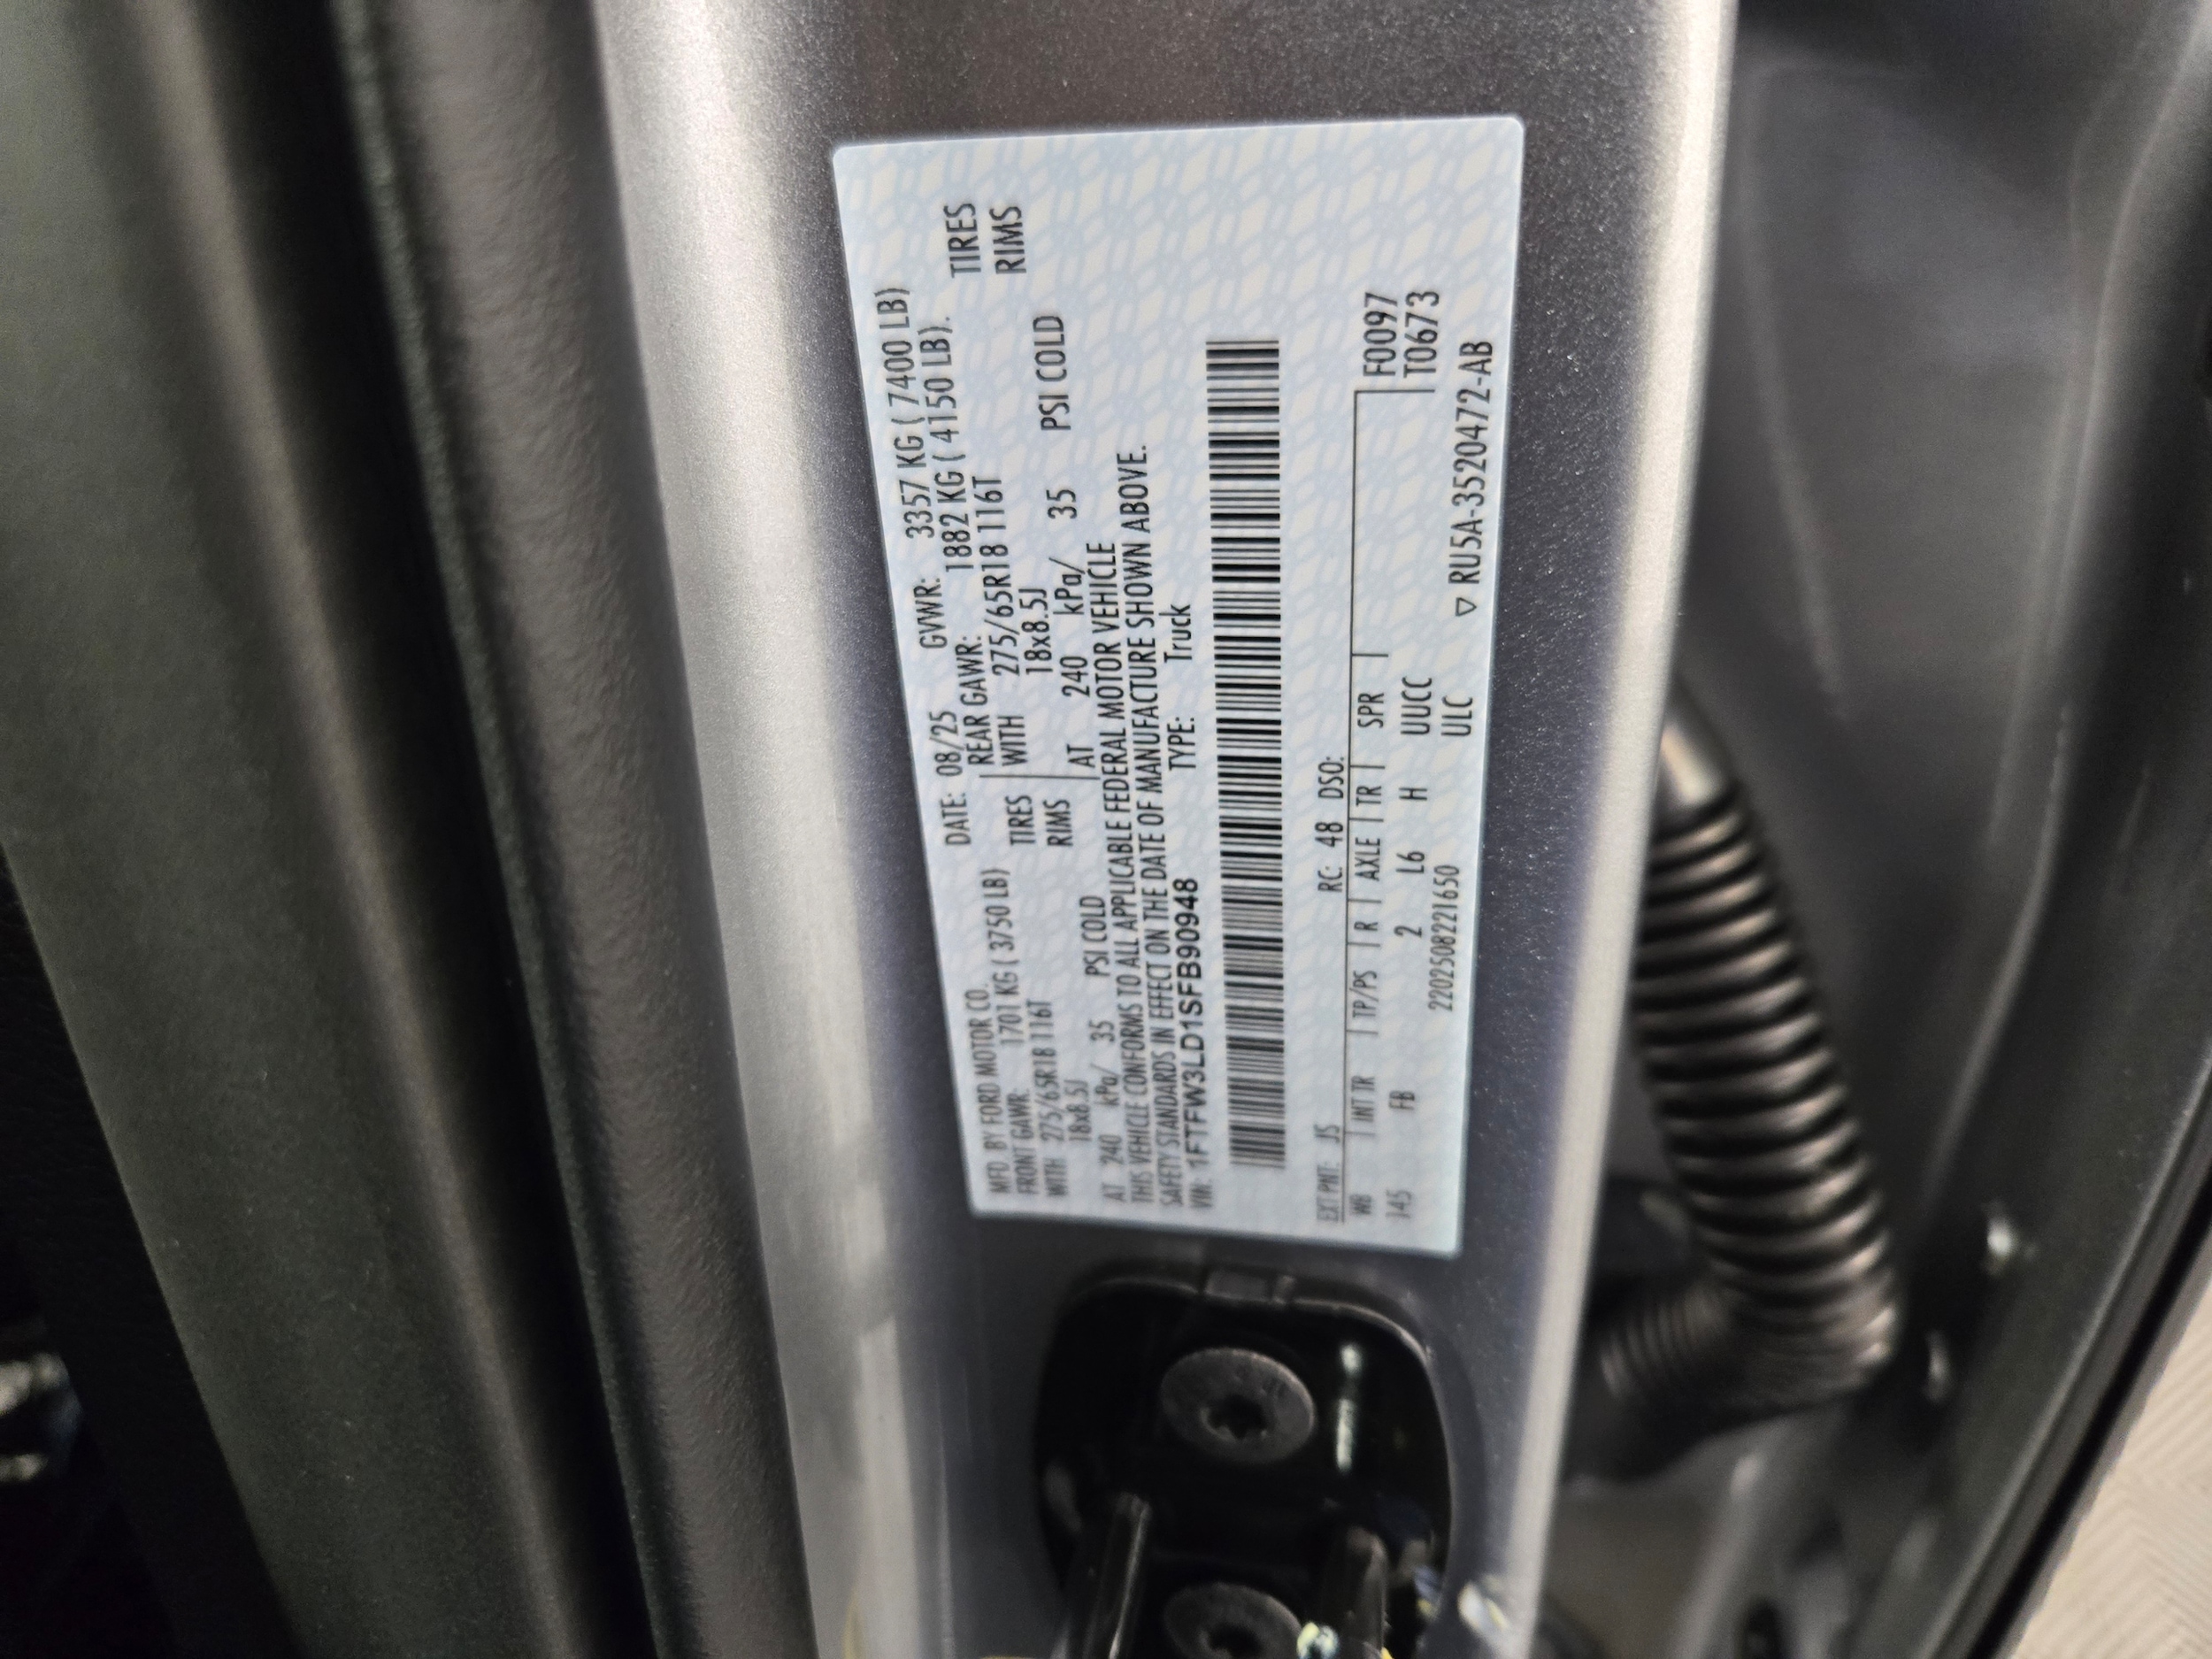 MFD. BY FORD MOTOR CO. DATE: 08/25 GVWR: 3357 KG ( 7400 LB)
FRONT GAWR: 1701 KG ( 3750 LB) REAR GAWR: 1882 KG ( 4150 LB).
WITH 275/65R18 116T TIRES WITH 275/65R18 116T TIRES
18x8.5J RIMS 18x8.5J RIMS
AT 240 kPa/ 35 PSI COLD AT 240 kPa/ 35 PSI COLD
THIS VEHICLE CONFORMS TO ALL APPLICABLE FEDERAL MOTOR VEHICLE
SAFETY STANDARDS IN EFFECT ON THE DATE OF MANUFACTURE SHOWN ABOVE.
VIN: 1FTFW3LD1SFB90948 TYPE: Truck
EXT PNT: JS RC: 48 DSO:
WB INT TR TP/PS R AXLE TR SPR F0097
145 FB 2 L6 H UUCC T0673
2202508221650 ULC ▽ RU5A-3520472-AB